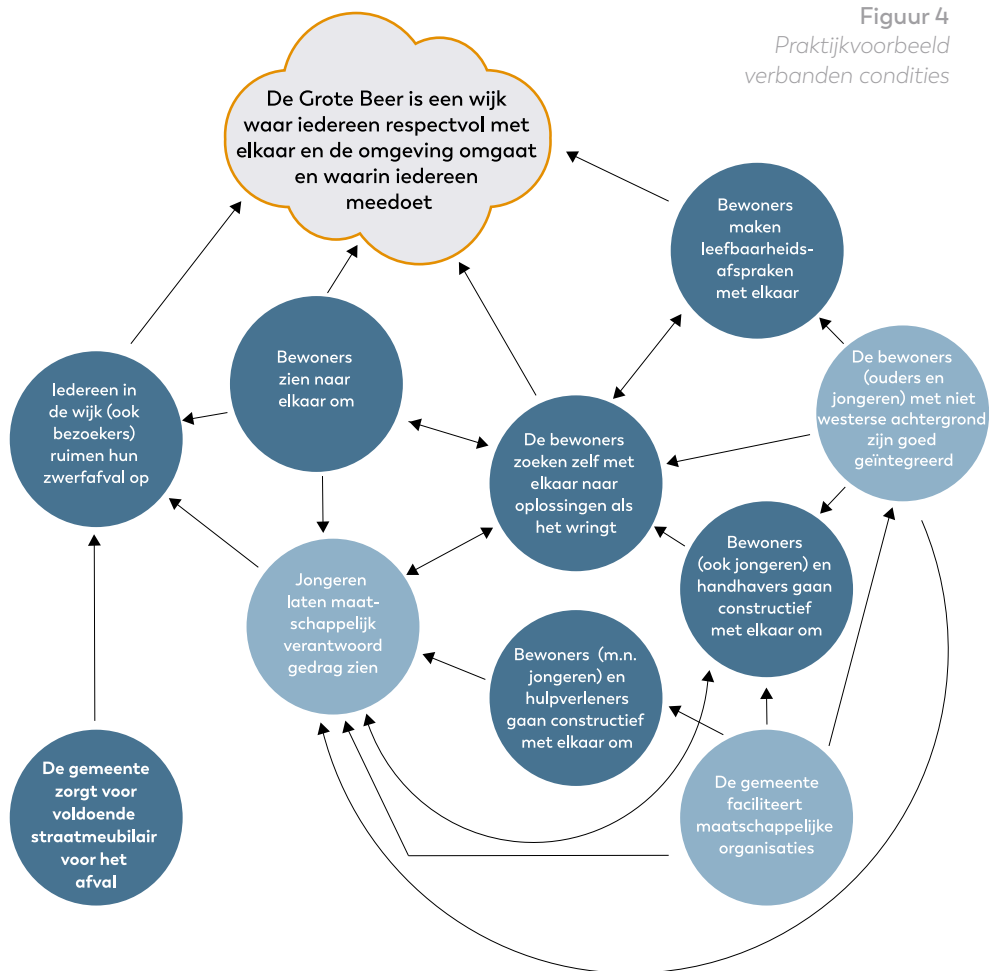 Figuur 4
Praktijkvoorbeeld
verbanden condities
De Grote Beer is een wijk
waar iedereen respectvol met
elkaar en de omgeving omgaat
en waarin iedereen
meedoet
Bewoners
maken
leefbaarheids-
afspraken
met elkaar
Bewoners
zien naar
elkaar om
Iedereen in
de wijk (ook
bezoekers)
ruimen hun
zwerfafval op
De bewoners
zoeken zelf met
elkaar naar
oplossingen als
het wringt
De bewoners
(ouders en
jongeren) met niet
westerse achtergrond
zijn goed
geïntegreerd
Bewoners
(ook jongeren) en
handhavers gaan
constructief
met elkaar om
Jongeren
laten maat-
schappelijk
verantwoord
gedrag zien
Bewoners (m.n.
jongeren) en
hulpverleners
gaan constructief
met elkaar om
De gemeente
zorgt voor
voldoende
straatmeubilair
voor het
afval
De gemeente
faciliteert
maatschappelijke
organisaties